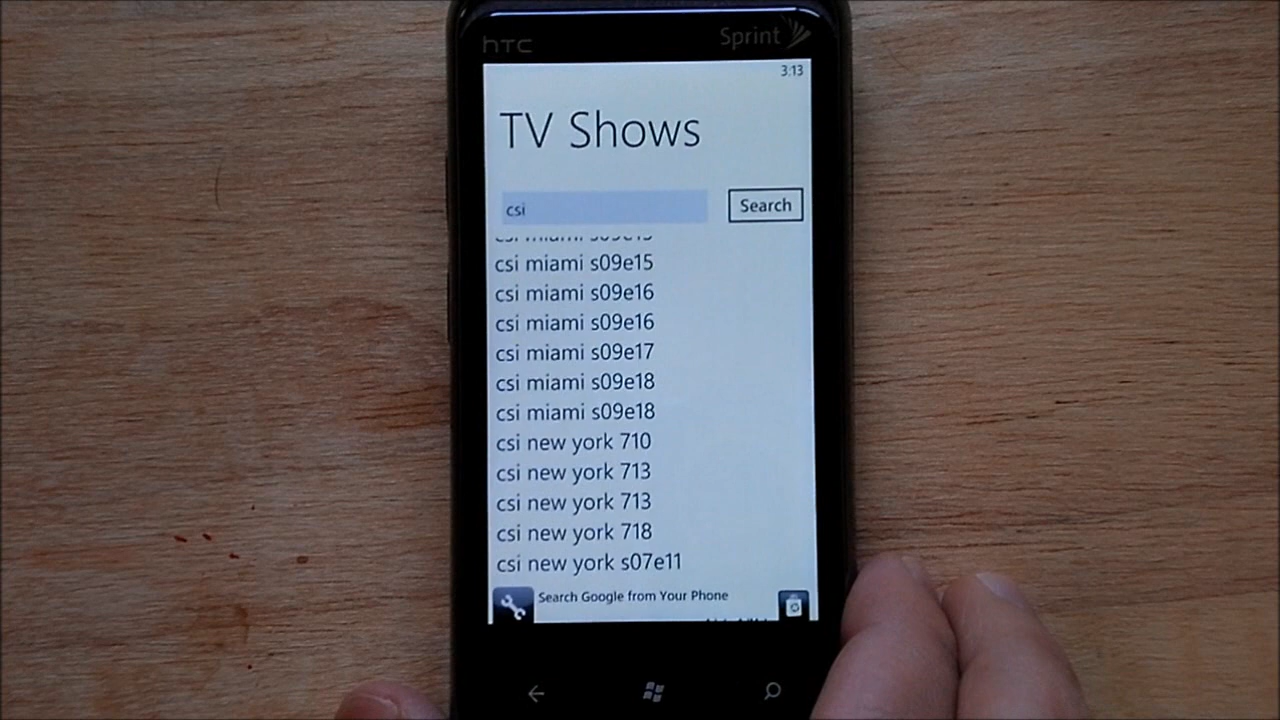 hTC Sprint
3:13
TV Shows
csi Search
csi miami s09e15
csi miami s09e16
csi miami s09e16
csi miami s09e17
csi miami s09e18
csi miami s09e18
csi new york 710
csi new york 713
csi new york 713
csi new york 718
csi new york s07e11
Search Google from Your Phone